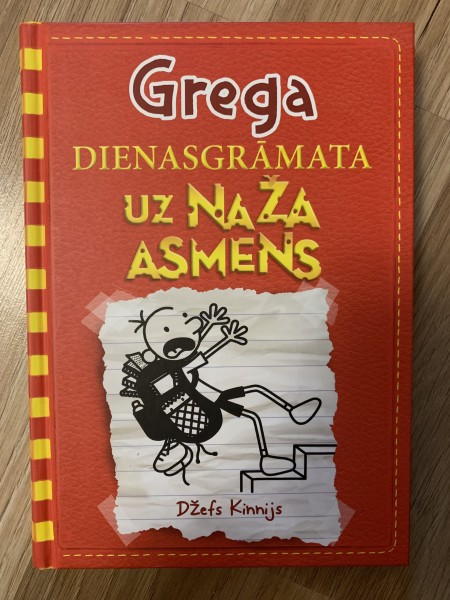 Grega
DIENASGRĀMATA
UZ NAŽA
ASMENS
Džefs Kinnijs